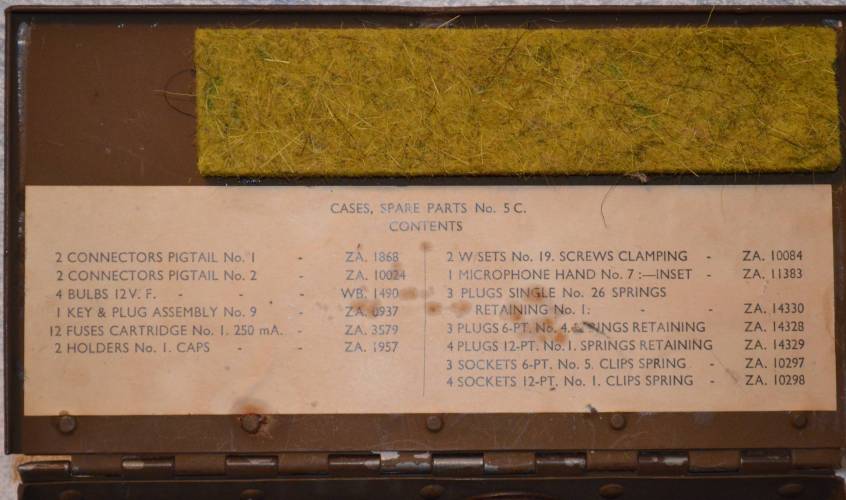 CASES, SPARE PARTS No. 5 C.
CONTENTS
2 CONNECTORS PIGTAIL No. 1 - ZA. 1868
2 CONNECTORS PIGTAIL No. 2 - ZA. 10024
4 BULBS 12 V. F. - - - WB. 1490
1 KEY & PLUG ASSEMBLY No. 9 - ZA. 0937
12 FUSES CARTRIDGE No. 1. 250 mA. - ZA. 3579
2 HOLDERS No. 1. CAPS - - ZA. 1957
2 W SETS No. 19. SCREWS CLAMPING - ZA. 10084
1 MICROPHONE HAND No. 7 :—INSET - ZA. 11383
3 PLUGS SINGLE No. 26 SPRINGS
RETAINING No. 1: - - ZA. 14330
3 PLUGS 6-PT. No. 4. RETAINING ZA. 14328
4 PLUGS 12-PT. No. 1. SPRINGS RETAINING ZA. 14329
3 SOCKETS 6-PT. No. 5. CLIPS SPRING - ZA. 10297
4 SOCKETS 12-PT. No. 1. CLIPS SPRING - ZA. 10298